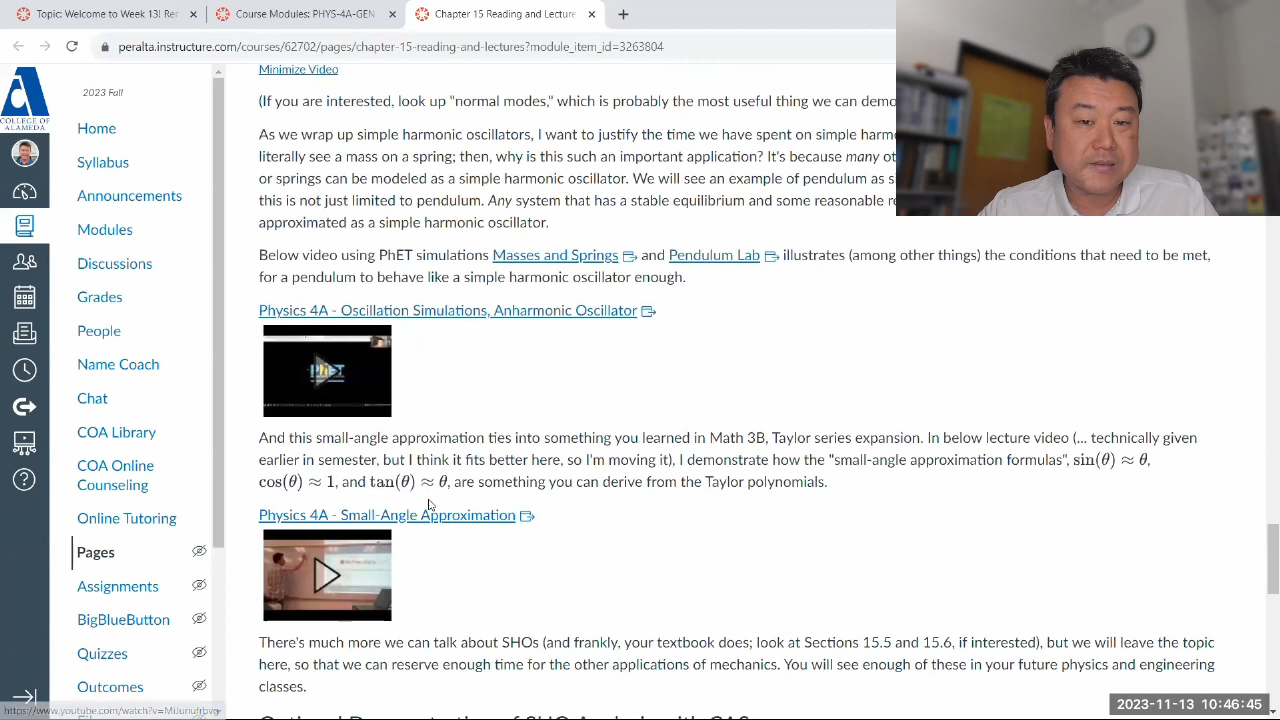 Topic: Welcome to Week 13! Rer
Course Modules: PHYS-4A-GEN
Chapter 15 Reading and Lecture
peralta.instructure.com/courses/62702/pages/chapter-15-reading-and-lectures?module_item_id=3263804
COLLEGE OF
ALAMEDA
2023 Fall
Home
Syllabus
Announcements
Modules
Discussions
Grades
People
Name Coach
Chat
COA Library
COA Online
Counseling
Online Tutoring
Pages
Assignments
BigBlueButton
Quizzes
Outcomes
Minimize Video
(If you are interested, look up "normal modes," which is probably the most useful thing we can demo
As we wrap up simple harmonic oscillators, I want to justify the time we have spent on simple harm
literally see a mass on a spring; then, why is this such an important application? It's because many ot
or springs can be modeled as a simple harmonic oscillator. We will see an example of pendulum as s
this is not just limited to pendulum. Any system that has a stable equilibrium and some reasonable re
approximated as a simple harmonic oscillator.
Below video using PhET simulations Masses and Springs and Pendulum Lab illustrates (among other things) the conditions that need to be met,
for a pendulum to behave like a simple harmonic oscillator enough.
Physics 4A - Oscillation Simulations, Anharmonic Oscillator
PhET
And this small-angle approximation ties into something you learned in Math 3B, Taylor series expansion. In below lecture video (... technically given
earlier in semester, but I think it fits better here, so I'm moving it), I demonstrate how the "small-angle approximation formulas", sin(θ) ≈ θ,
cos(θ) ≈ 1, and tan(θ) ≈ θ, are something you can derive from the Taylor polynomials.
Physics 4A - Small-Angle Approximation
There's much more we can talk about SHOs (and frankly, your textbook does; look at Sections 15.5 and 15.6, if interested), but we will leave the topic
here, so that we can reserve enough time for the other applications of mechanics. You will see enough of these in your future physics and engineering
classes.
2023-11-13 10:46:45